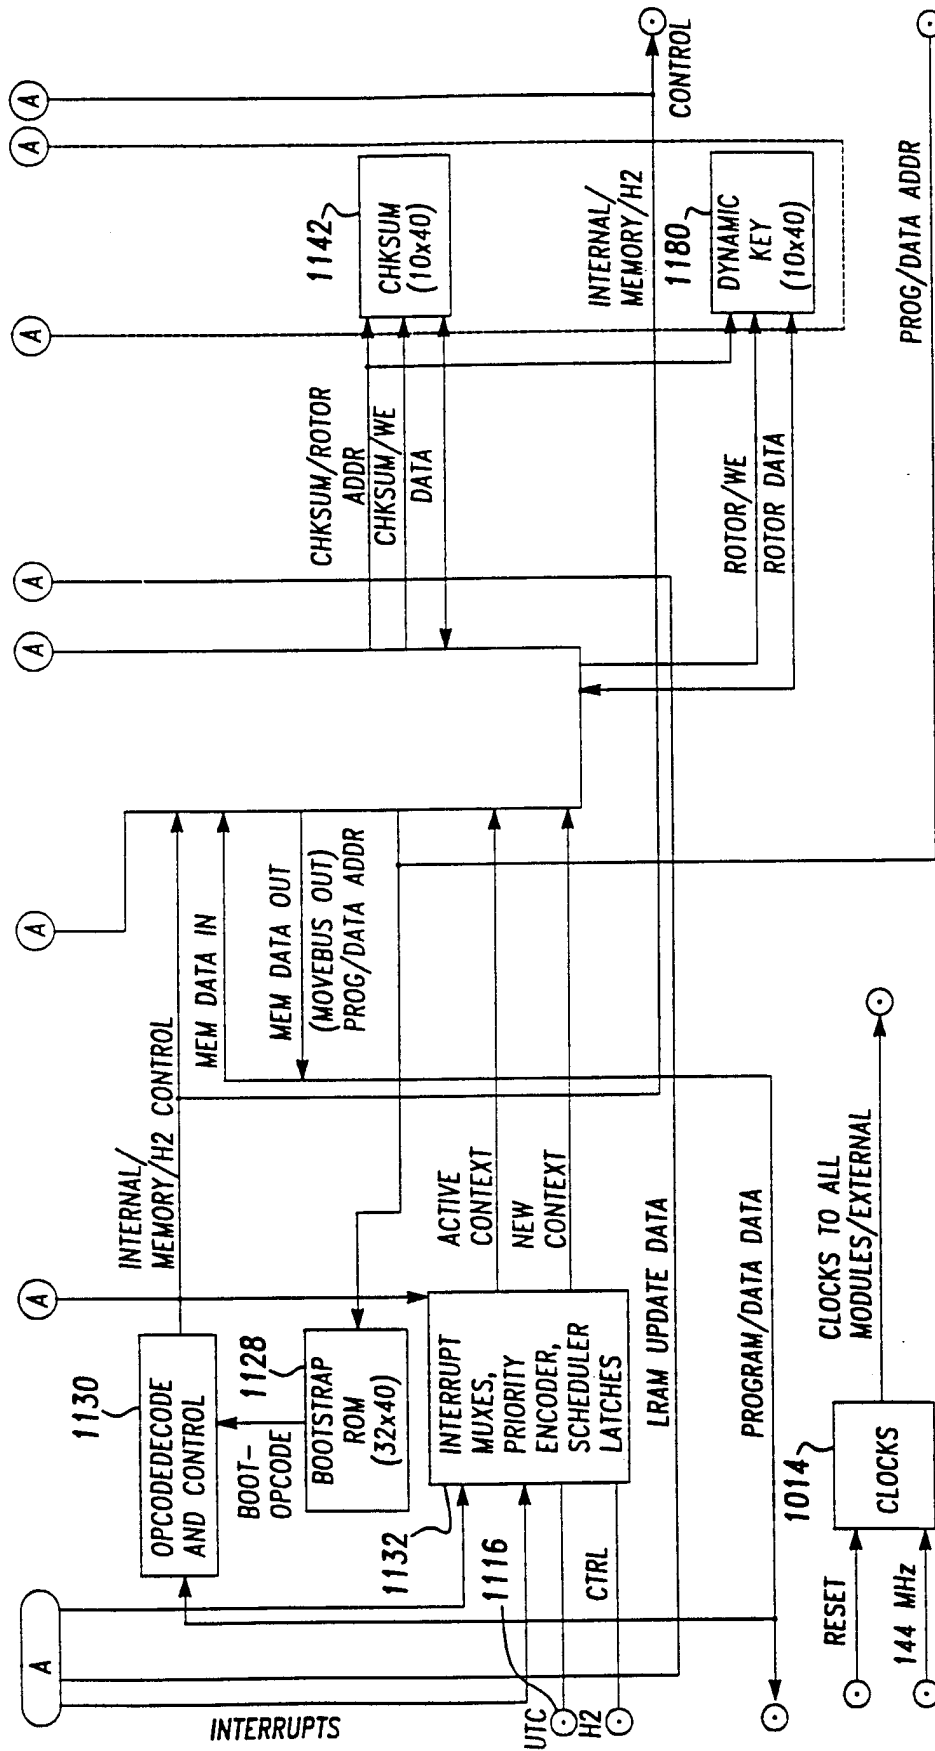 A
INTERRUPTS
1130
OPCODEDECODE
AND CONTROL
INTERNAL/
MEMORY/H2 CONTROL
A
BOOT-
OPCODE
1128
BOOTSTRAP
ROM
(32x40)
1132
INTERRUPT
MUXES,
PRIORITY
ENCODER,
SCHEDULER
LATCHES
1116
UTC
H2
CTRL
ACTIVE
CONTEXT
NEW
CONTEXT
LRAM UPDATE DATA
PROGRAM/DATA DATA
A
MEM DATA IN
MEM DATA OUT
(MOVEBUS OUT)
PROG/DATA ADDR
A
A
CHKSUM/ROTOR
ADDR
CHKSUM/WE
DATA
A
A
A
1142
CHKSUM
(10x40)
INTERNAL/
MEMORY/H2
CONTROL
1180
DYNAMIC
KEY
(10x40)
ROTOR/WE
ROTOR DATA
PROG/DATA ADDR
RESET
144 MHz
1014
CLOCKS
CLOCKS TO ALL
MODULES/EXTERNAL